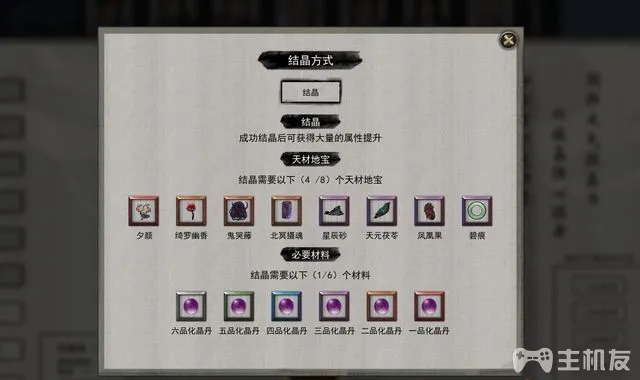 结晶方式
结晶
结晶
成功结晶后可获得大量的属性提升
天材地宝
结晶需要以下(4 /8)个天材地宝
夕颜 绮罗幽香 鬼哭藤 北冥摄魂 星辰砂 天元茯苓 凤凰果 碧痕
必要材料
结晶需要以下(1/6)个材料
六品化晶丹 五品化晶丹 四品化晶丹 三品化晶丹 二品化晶丹 一品化晶丹
主机友